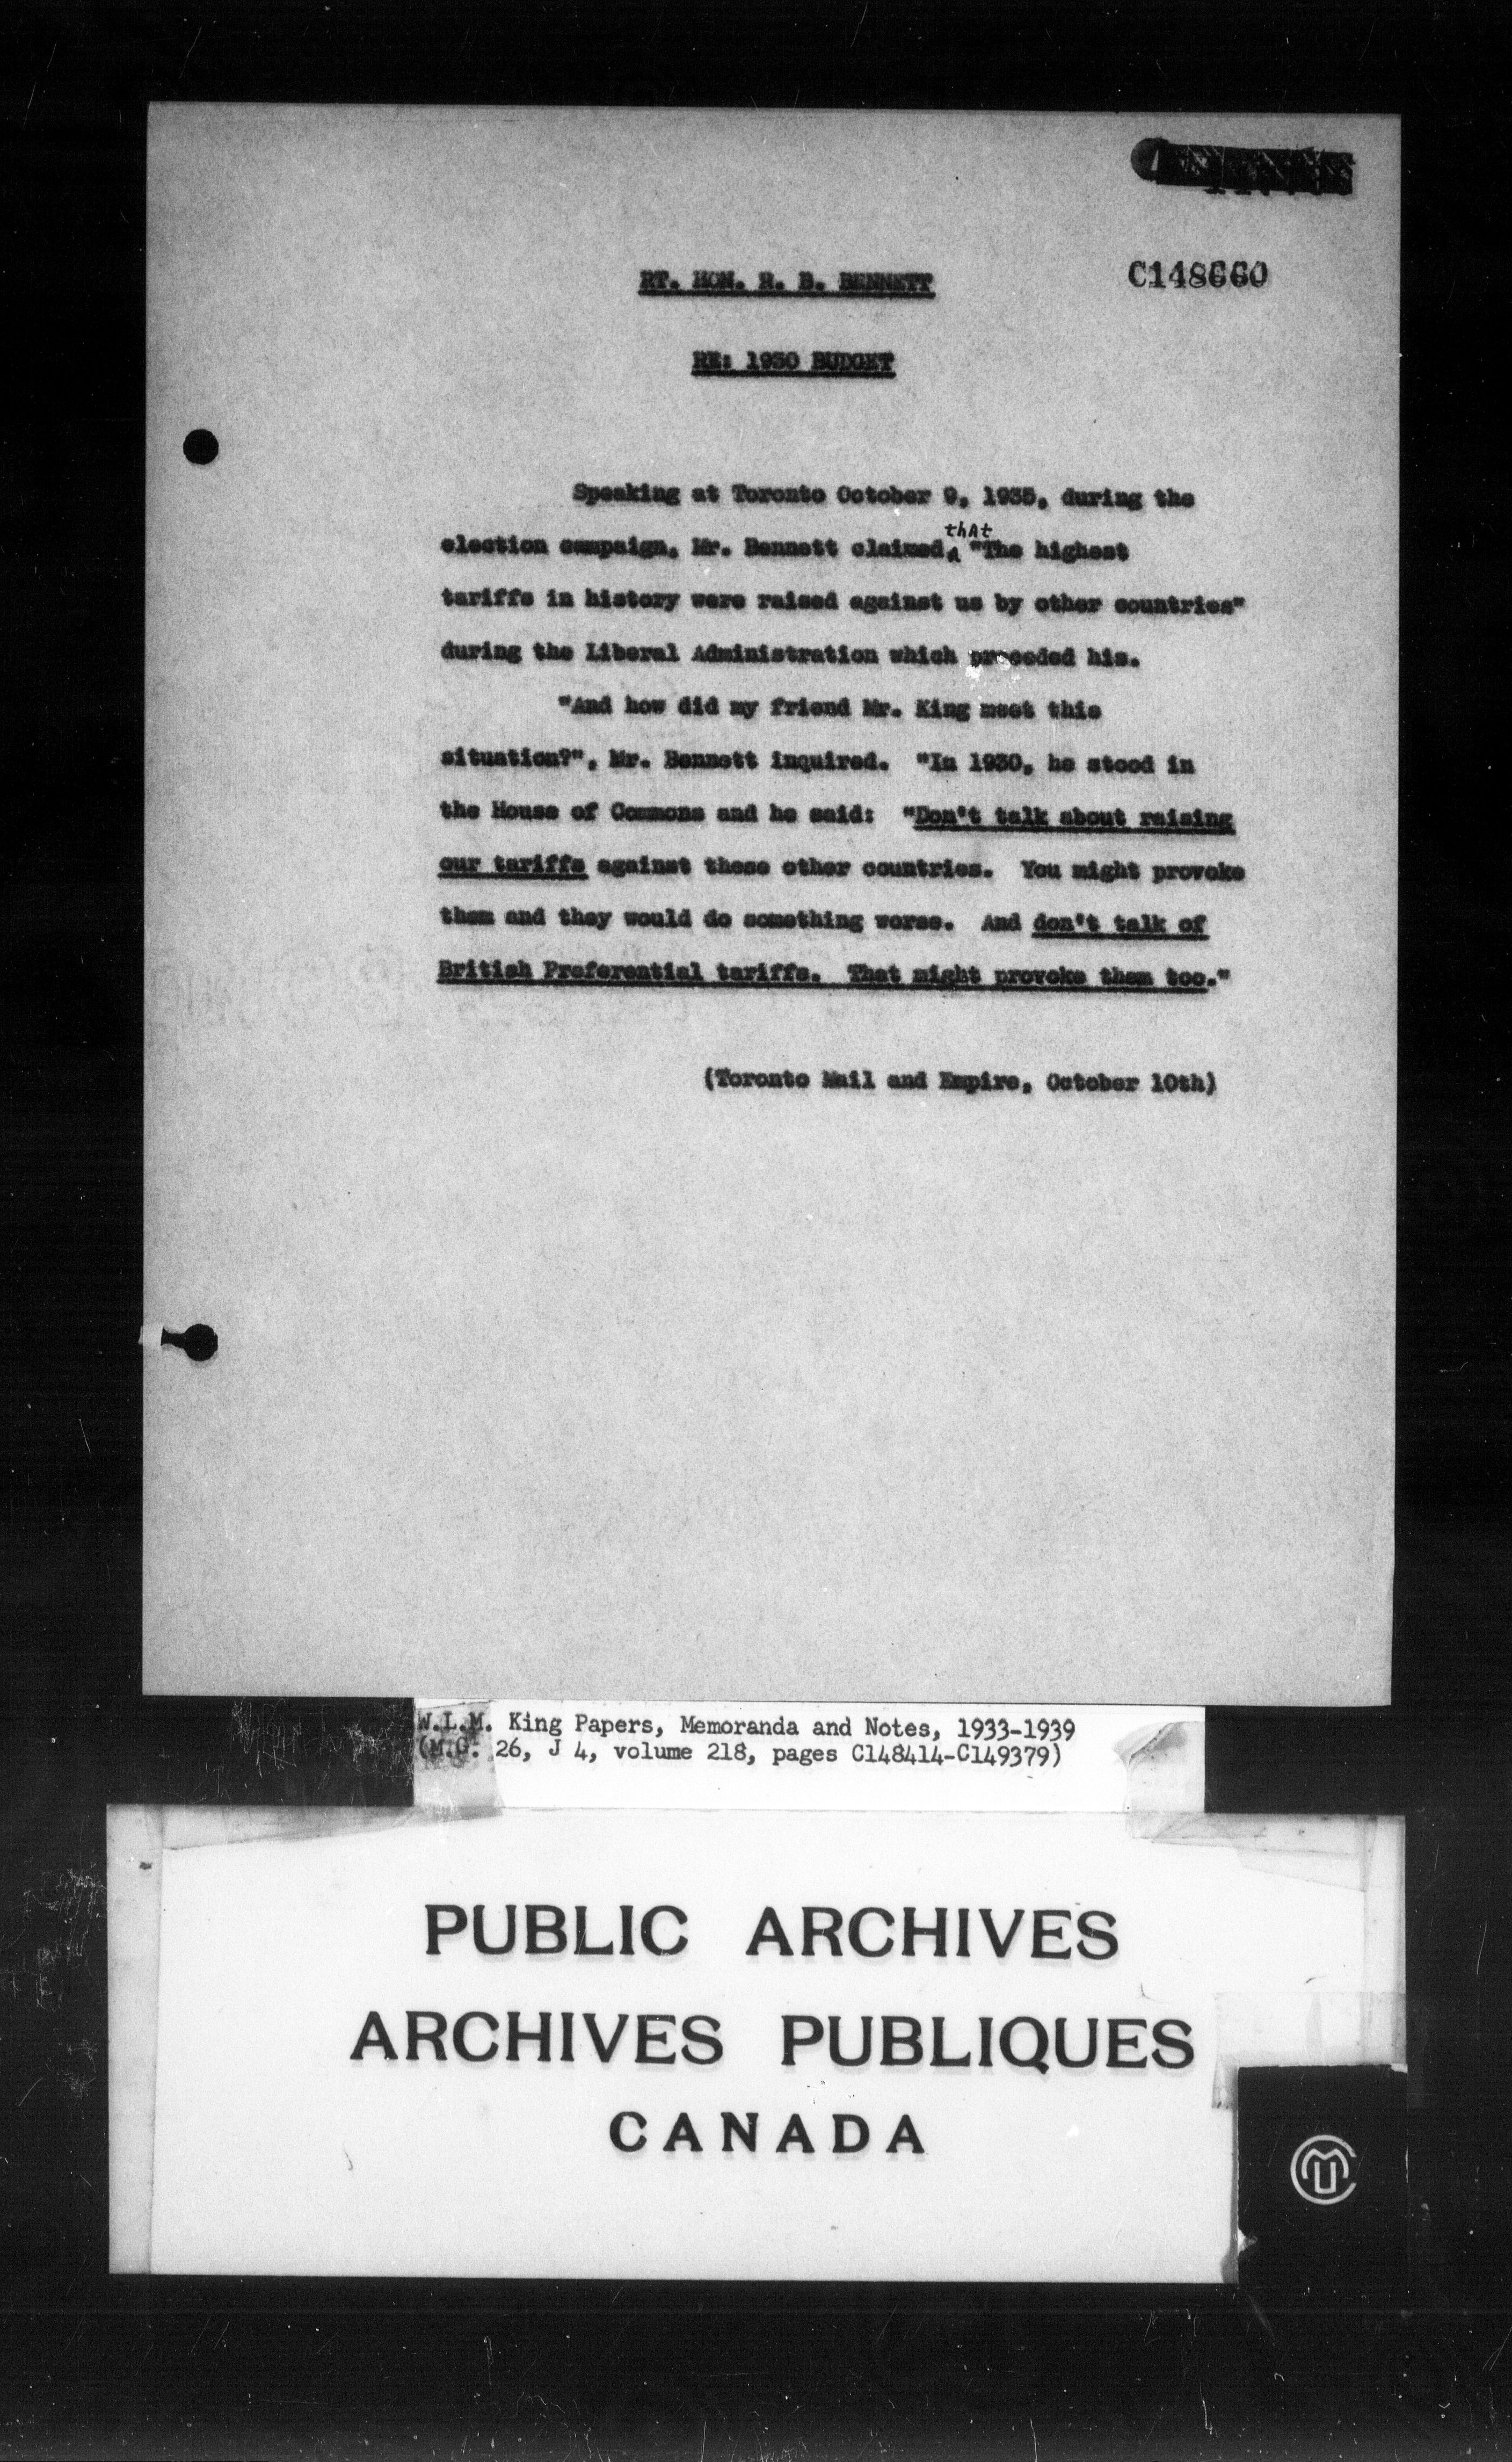 C148660
RT. HON. R. B. BENNETT
RE: 1930 BUDGET
Speaking at Toronto October 9, 1935, during the
that
election campaign, Mr. Bennett claimed, "The highest
tariffs in history were raised against us by other countries"
during the Liberal Administration which preceded his.
"And how did my friend Mr. King meet this
situation?", Mr. Bennett inquired. "In 1930, he stood in
the House of Commons and he said: "Don't talk about raising
our tariffs against these other countries. You might provoke
them and they would do something worse. And don't talk of
British Preferential tariffs. That might provoke them too."
(Toronto Mail and Empire, October 10th)
W.L.M. King Papers, Memoranda and Notes, 1933-1939
(M.G. 26, J 4, volume 218, pages C148414-C149379)
PUBLIC ARCHIVES
ARCHIVES PUBLIQUES
CANADA